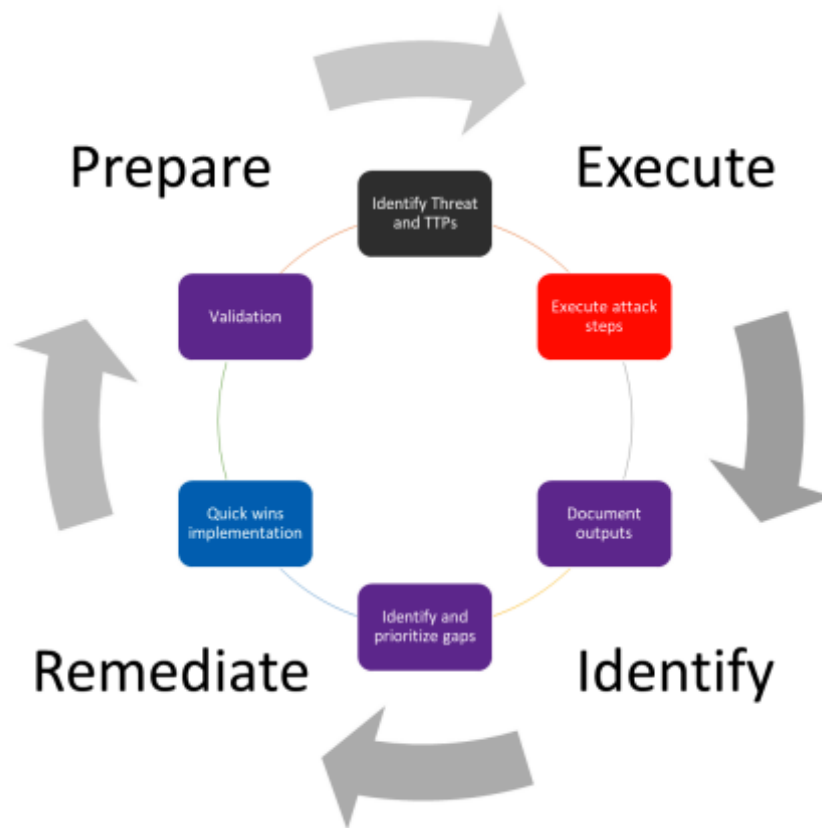 Prepare
Execute
Identify Threat
and TTPs
Validation
Execute attack
steps
Quick wins
implementation
Document
outputs
Identify and
prioritize gaps
Remediate
Identify